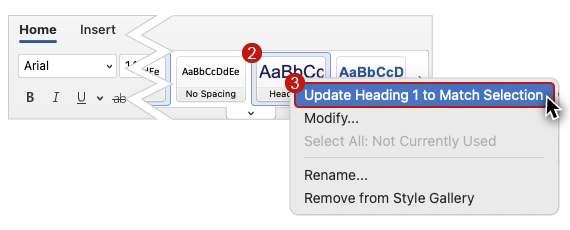 Home Insert
2
Arial 14 dEe AaBbCcDdEe AaBbCc AaBbCcD
B I U ab No Spacing Head
3
Update Heading 1 to Match Selection
Modify...
Select All: Not Currently Used
Rename...
Remove from Style Gallery